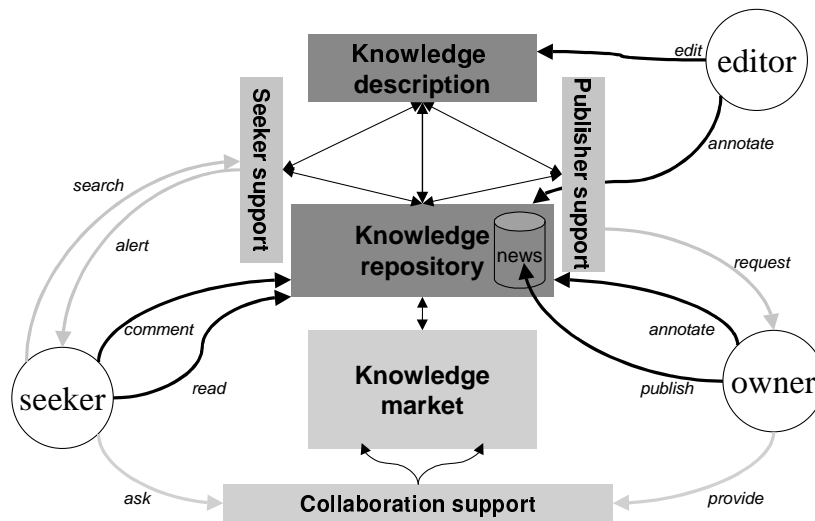 Knowledge
description
edit
editor
Seeker support
Publisher support
annotate
search
alert
Knowledge
repository
news
request
comment
annotate
read
seeker
Knowledge
market
publish
owner
ask
Collaboration support
provide